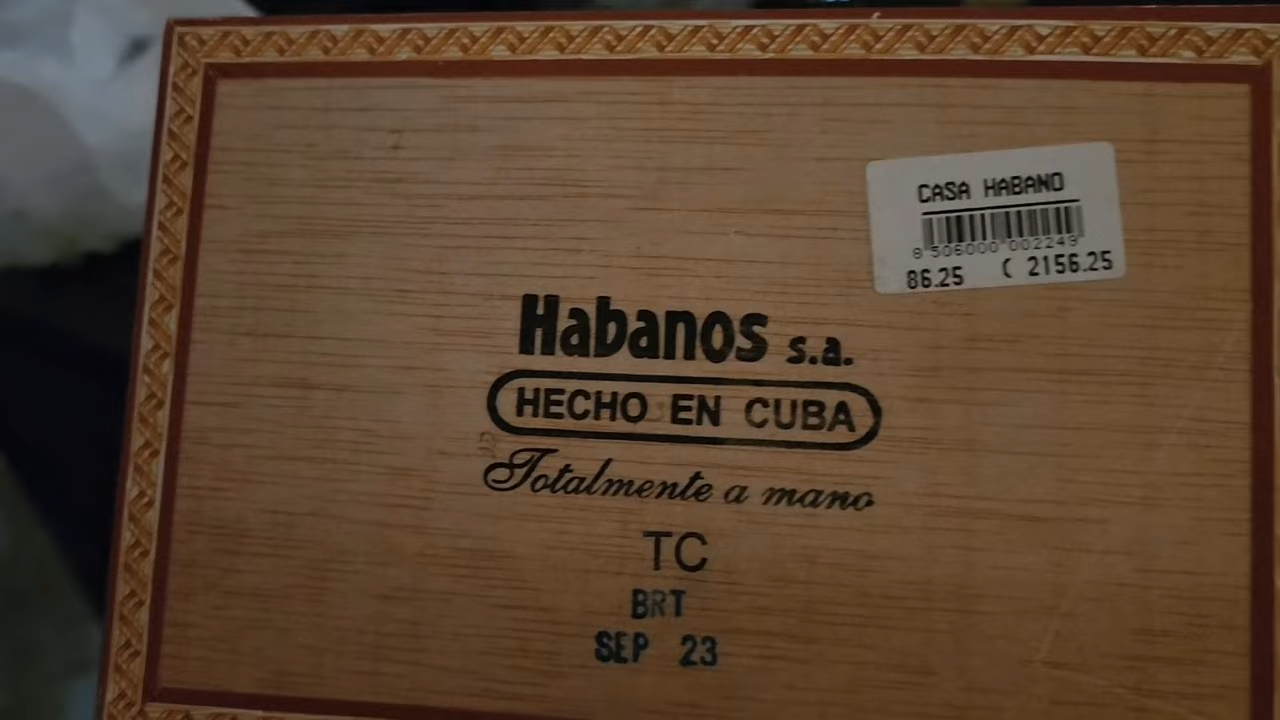 CASA HABANO
8 506000 002249
86.25 ( 2156.25
Habanos s.a.
HECHO EN CUBA
Totalmente a mano
TC
BRT
SEP 23